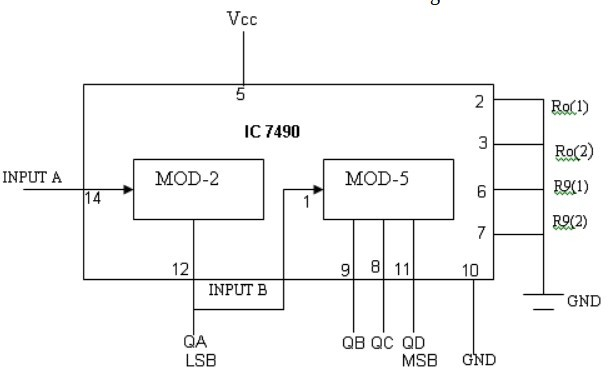 Vcc
5
2
Ro(1)
IC 7490
3
Ro(2)
INPUT A
14
MOD-2
MOD-5
1
6
R9(1)
7
R9(2)
12
INPUT B
9
8
11
10
GND
QA
LSB
QB
QC
QD
MSB
GND